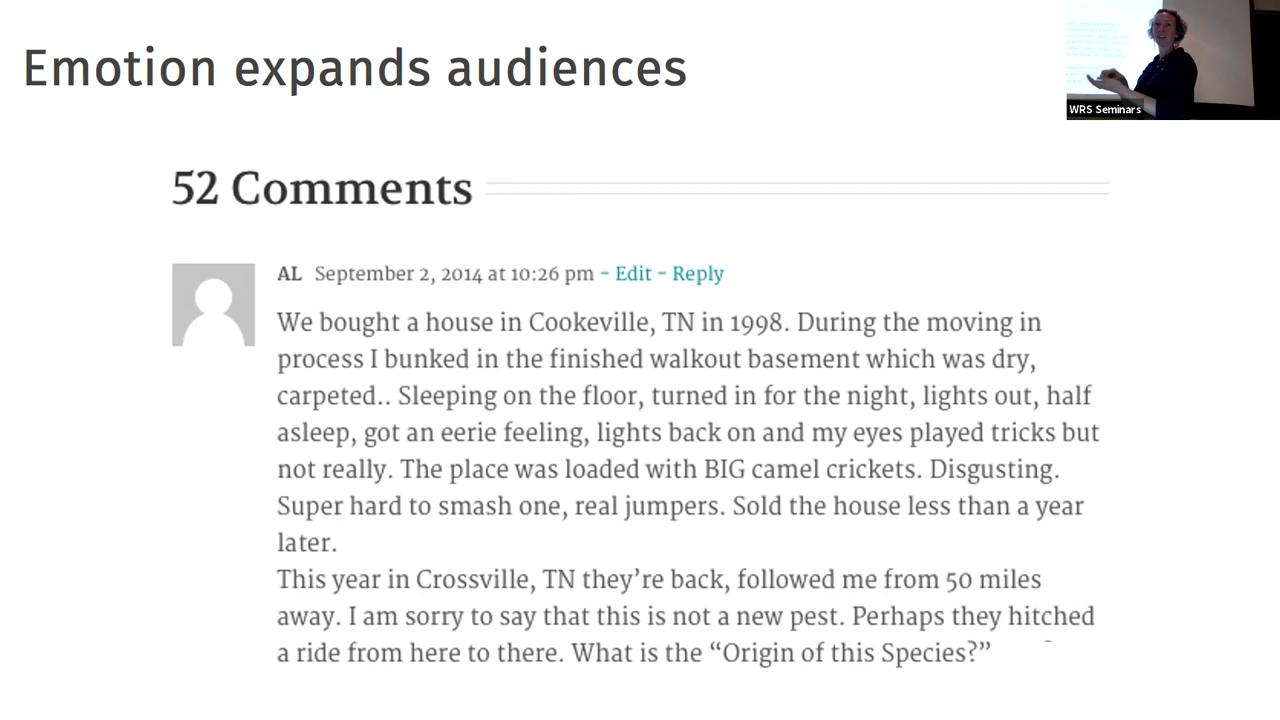 Emotion expands audiences
WRS Seminars
52 Comments
AL September 2, 2014 at 10:26 pm - Edit - Reply
We bought a house in Cookeville, TN in 1998. During the moving in
process I bunked in the finished walkout basement which was dry,
carpeted.. Sleeping on the floor, turned in for the night, lights out, half
asleep, got an eerie feeling, lights back on and my eyes played tricks but
not really. The place was loaded with BIG camel crickets. Disgusting.
Super hard to smash one, real jumpers. Sold the house less than a year
later.
This year in Crossville, TN they’re back, followed me from 50 miles
away. I am sorry to say that this is not a new pest. Perhaps they hitched
a ride from here to there. What is the “Origin of this Species?”